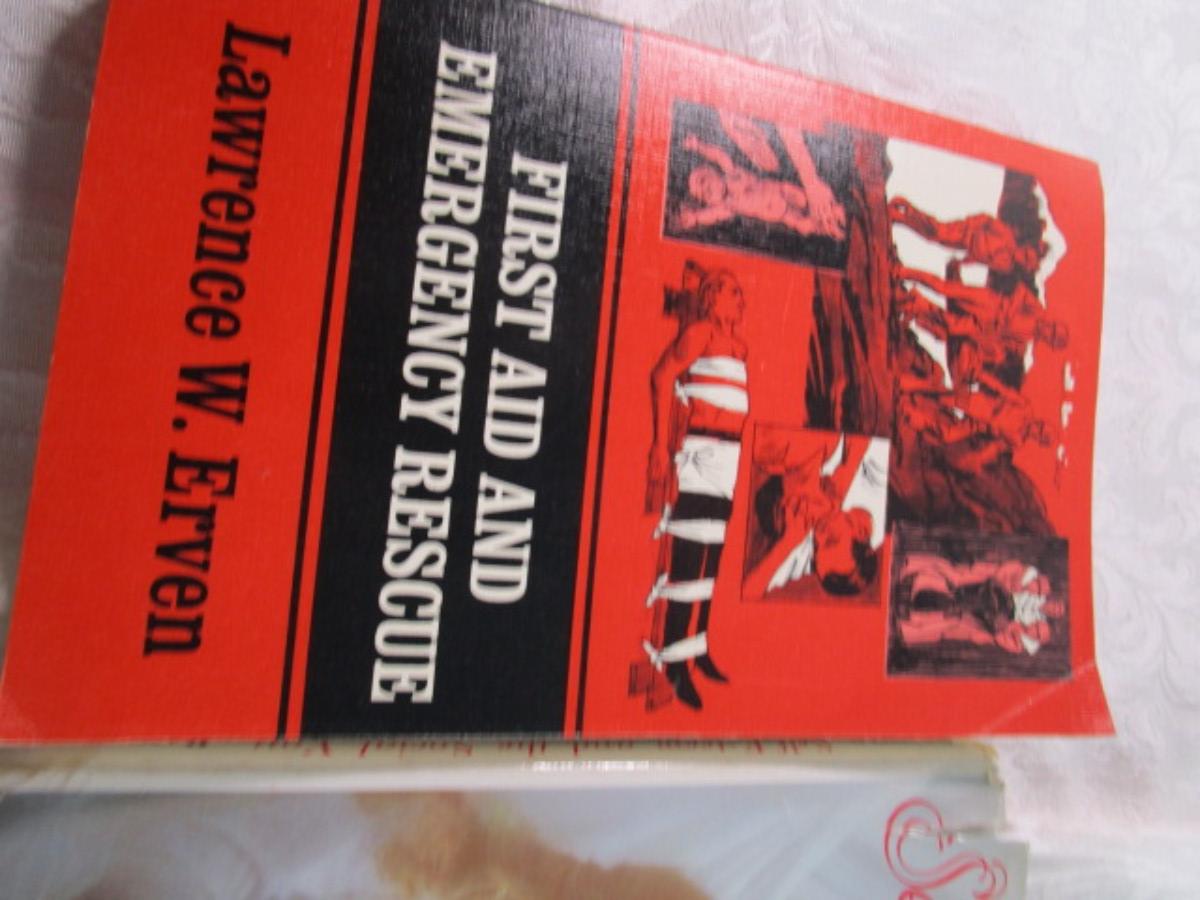 FIRST AID AND
EMERGENCY RESCUE
Lawrence W. Erven